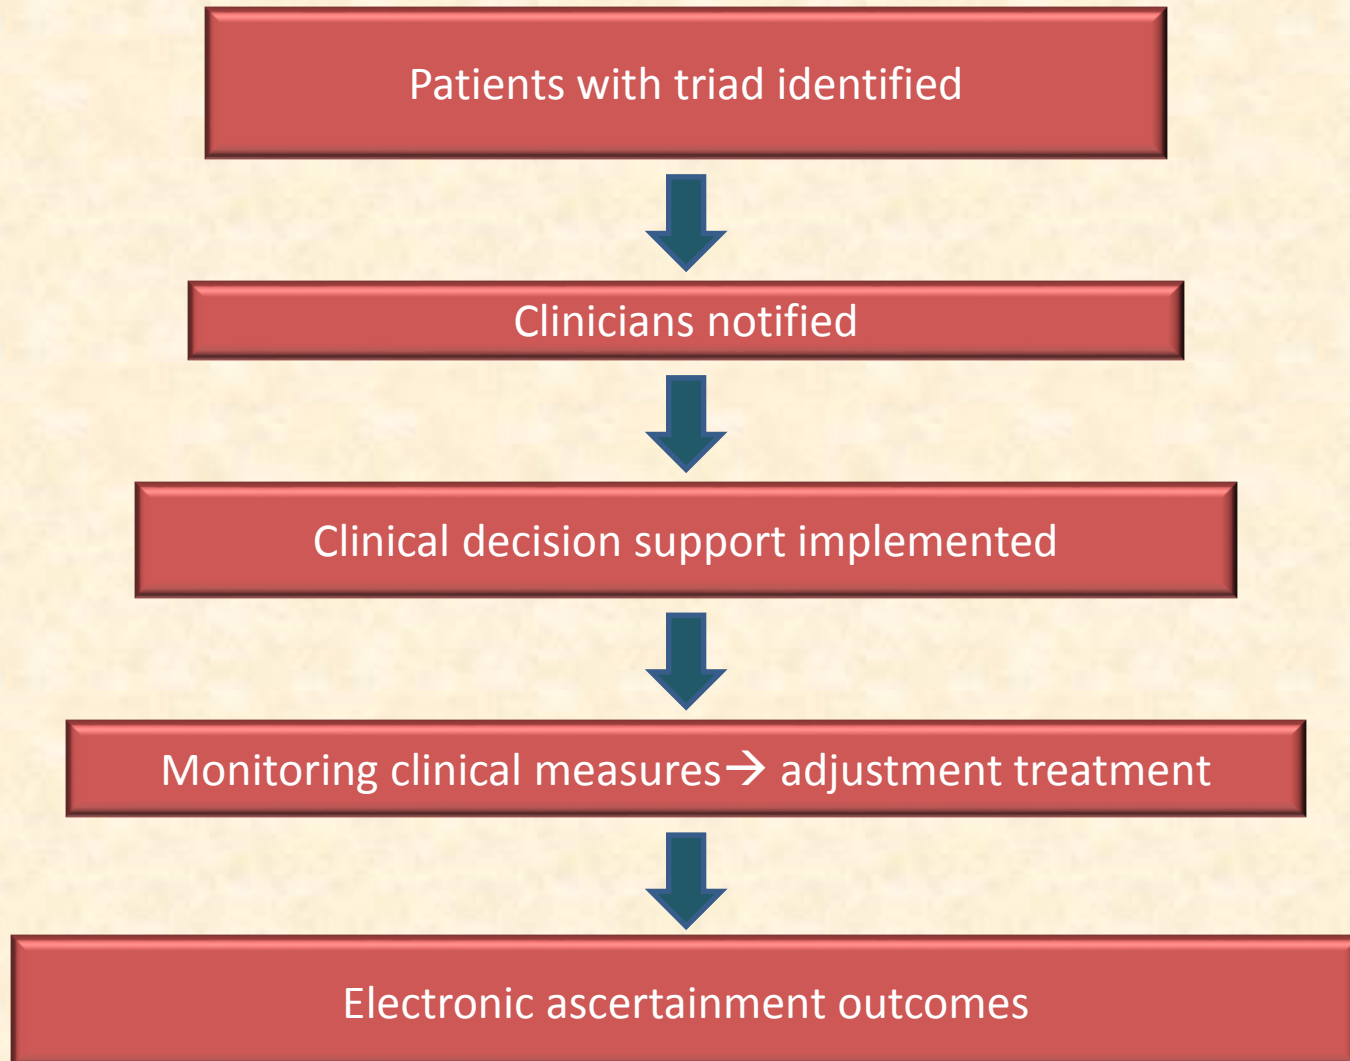 Patients with triad identified
Clinicians notified
Clinical decision support implemented
Monitoring clinical measures→ adjustment treatment
Electronic ascertainment outcomes